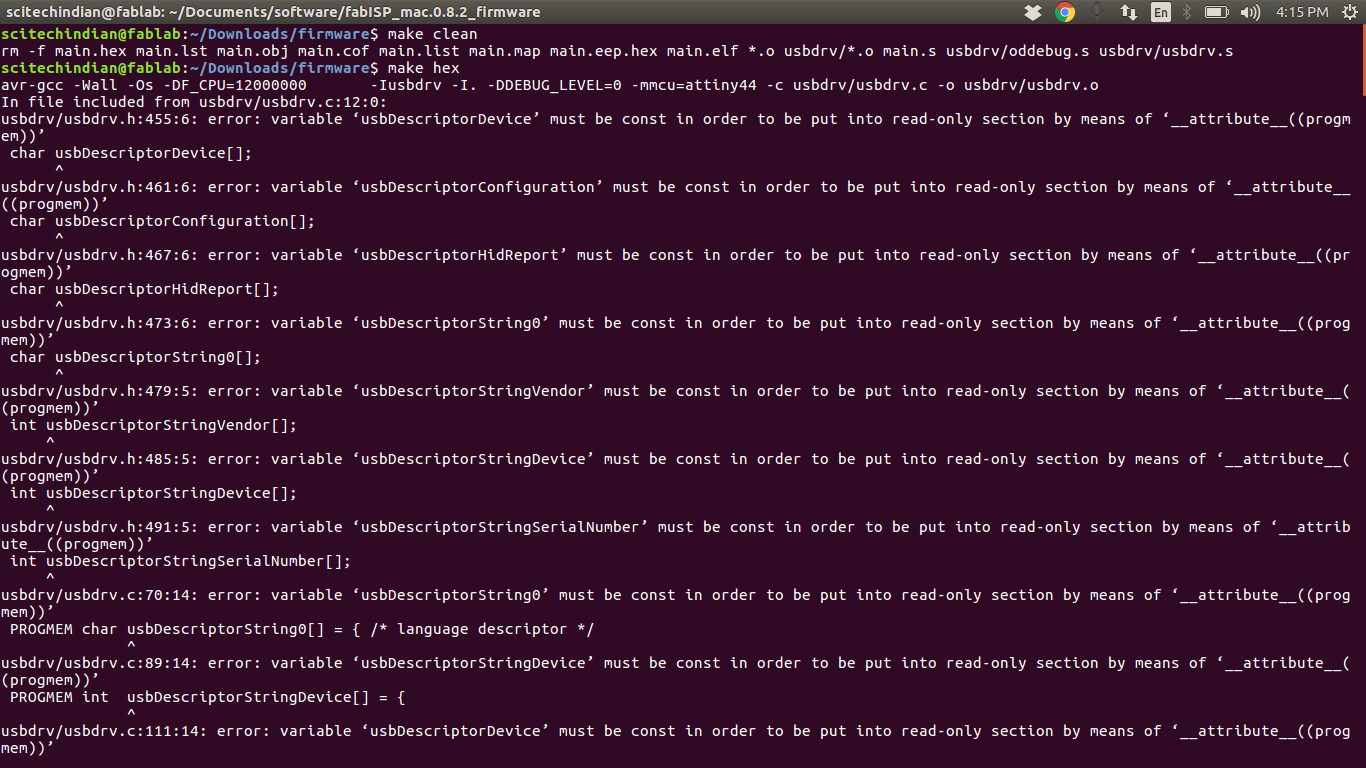 scitechindian@fablab: ~/Documents/software/fabISP_mac.0.8.2_firmware
En
4:15 PM
scitechindian@fablab:~/Downloads/firmware$ make clean
rm -f main.hex main.lst main.obj main.cof main.list main.map main.eep.hex main.elf *.o usbdrv/*.o main.s usbdrv/oddebug.s usbdrv/usbdrv.s
scitechindian@fablab:~/Downloads/firmware$ make hex
avr-gcc -Wall -Os -DF_CPU=12000000       -Iusbdrv -I. -DDEBUG_LEVEL=0 -mmcu=attiny44 -c usbdrv/usbdrv.c -o usbdrv/usbdrv.o
In file included from usbdrv/usbdrv.c:12:0:
usbdrv/usbdrv.h:455:6: error: variable ‘usbDescriptorDevice’ must be const in order to be put into read-only section by means of ‘__attribute__((progm
em))’
 char usbDescriptorDevice[];
      ^
usbdrv/usbdrv.h:461:6: error: variable ‘usbDescriptorConfiguration’ must be const in order to be put into read-only section by means of ‘__attribute__
((progmem))’
 char usbDescriptorConfiguration[];
      ^
usbdrv/usbdrv.h:467:6: error: variable ‘usbDescriptorHidReport’ must be const in order to be put into read-only section by means of ‘__attribute__((pr
ogmem))’
 char usbDescriptorHidReport[];
      ^
usbdrv/usbdrv.h:473:6: error: variable ‘usbDescriptorString0’ must be const in order to be put into read-only section by means of ‘__attribute__((prog
mem))’
 char usbDescriptorString0[];
      ^
usbdrv/usbdrv.h:479:5: error: variable ‘usbDescriptorStringVendor’ must be const in order to be put into read-only section by means of ‘__attribute__(
(progmem))’
 int usbDescriptorStringVendor[];
     ^
usbdrv/usbdrv.h:485:5: error: variable ‘usbDescriptorStringDevice’ must be const in order to be put into read-only section by means of ‘__attribute__(
(progmem))’
 int usbDescriptorStringDevice[];
     ^
usbdrv/usbdrv.h:491:5: error: variable ‘usbDescriptorStringSerialNumber’ must be const in order to be put into read-only section by means of ‘__attrib
ute__((progmem))’
 int usbDescriptorStringSerialNumber[];
     ^
usbdrv/usbdrv.c:70:14: error: variable ‘usbDescriptorString0’ must be const in order to be put into read-only section by means of ‘__attribute__((prog
mem))’
 PROGMEM char usbDescriptorString0[] = { /* language descriptor */
              ^
usbdrv/usbdrv.c:89:14: error: variable ‘usbDescriptorStringDevice’ must be const in order to be put into read-only section by means of ‘__attribute__(
(progmem))’
 PROGMEM int  usbDescriptorStringDevice[] = {
              ^
usbdrv/usbdrv.c:111:14: error: variable ‘usbDescriptorDevice’ must be const in order to be put into read-only section by means of ‘__attribute__((prog
mem))’